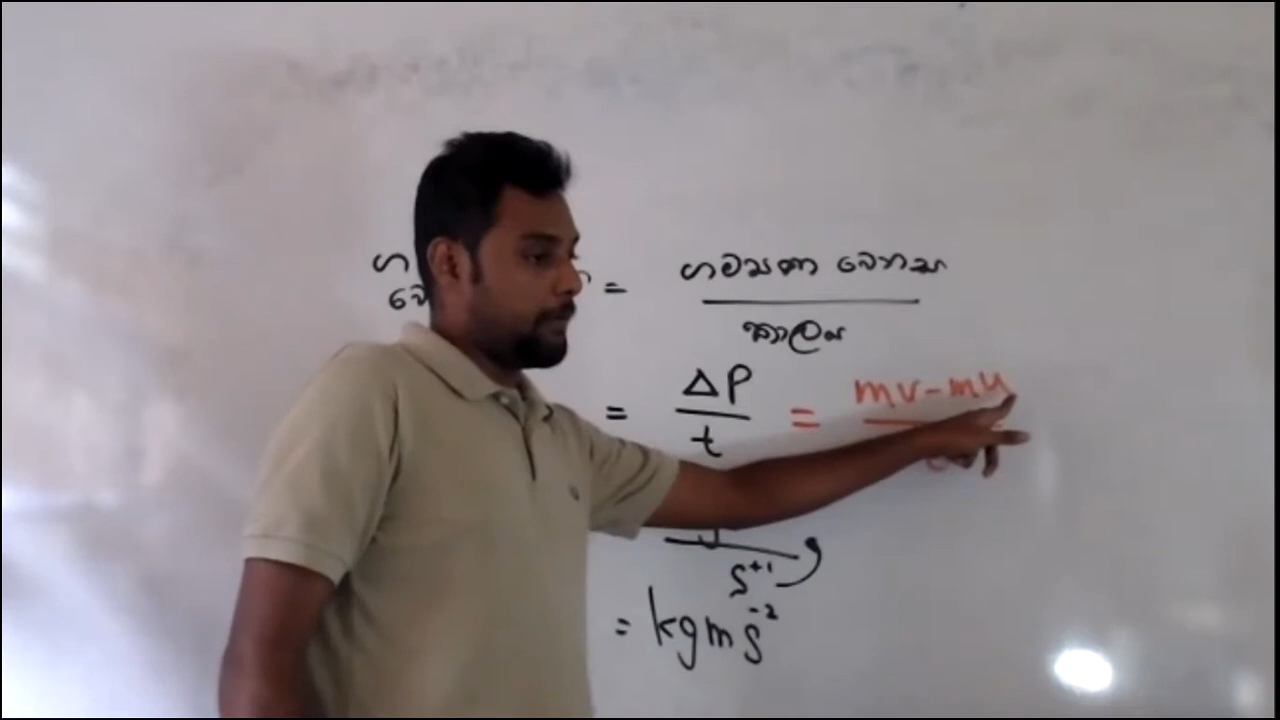 = ගම්‍යතා වෙනස
කාලය
= ΔP / t = mv - mu
s⁺¹
= kgms⁻²